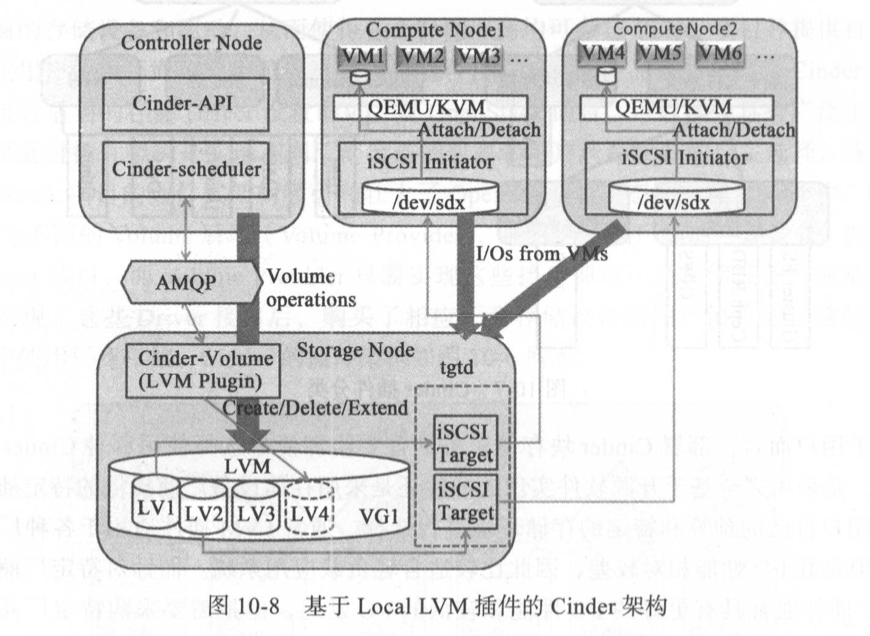 Controller Node
Cinder-API
Cinder-scheduler
AMQP
Volume
operations
Compute Node1
VM1 VM2 VM3 ...
QEMU/KVM
Attach/Detach
iSCSI Initiator
/dev/sdx
Compute Node2
VM4 VM5 VM6 ...
QEMU/KVM
Attach/Detach
iSCSI Initiator
/dev/sdx
I/Os from VMs
Storage Node
Cinder-Volume
(LVM Plugin)
Create/Delete/Extend
LVM
LV1 LV2 LV3 LV4 VG1
tgtd
iSCSI
Target
iSCSI
Target
图 10-8 基于 Local LVM 插件的 Cinder 架构